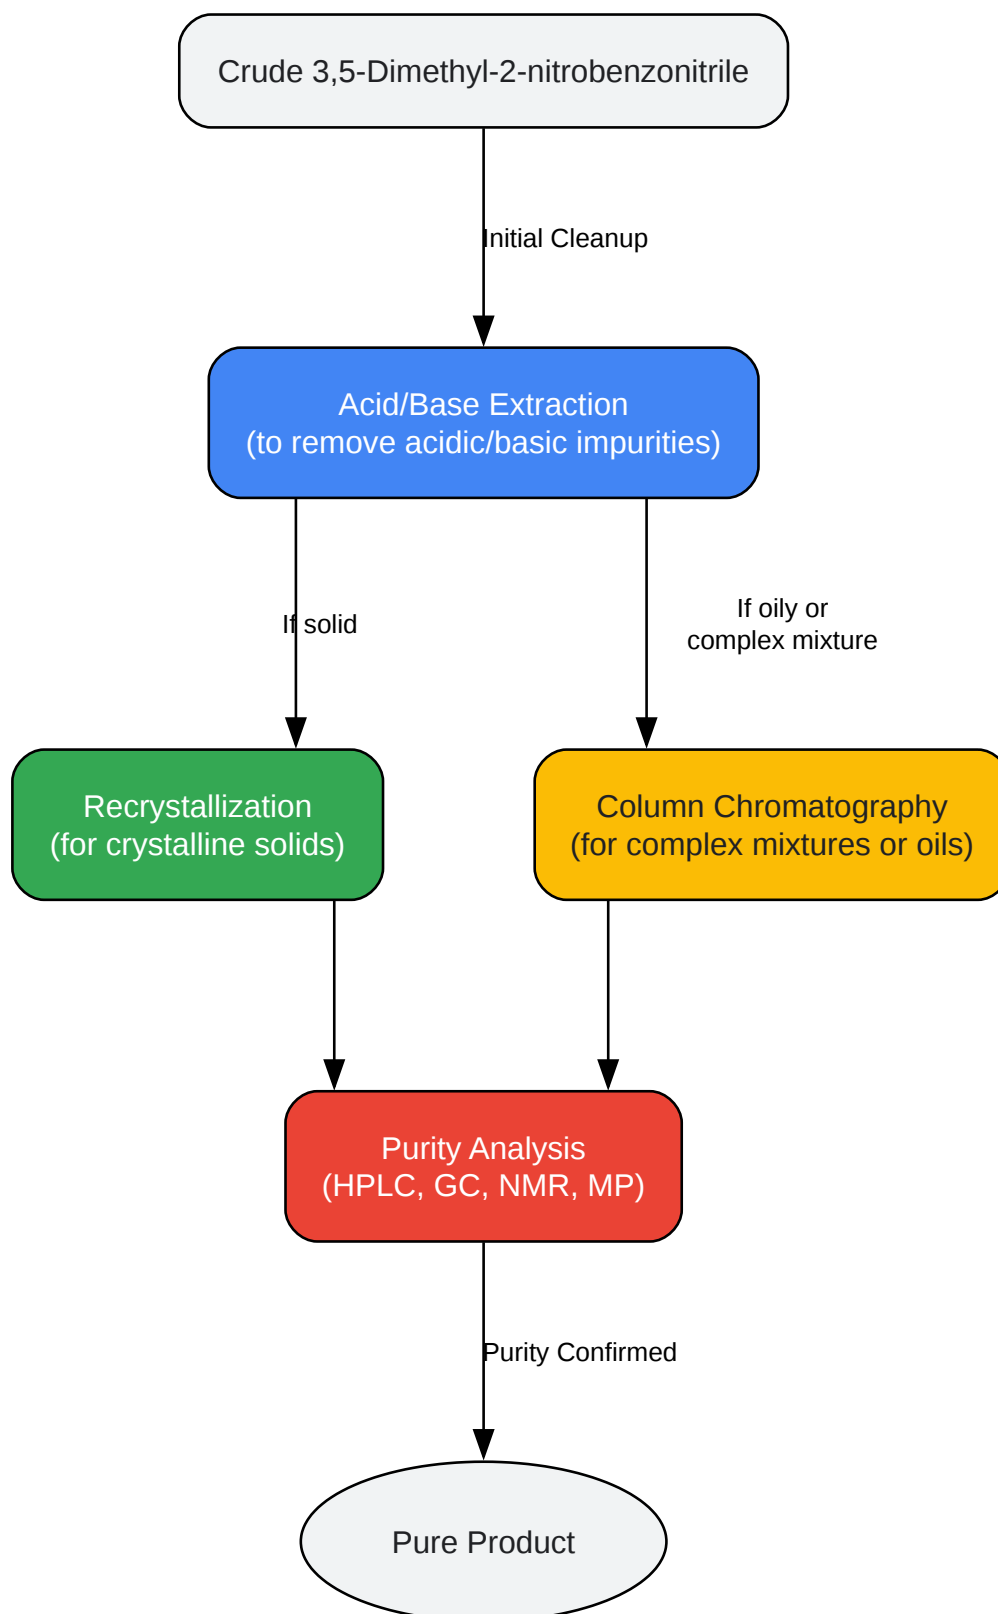 Crude 3,5-Dimethyl-2-nitrobenzonitrile
Initial Cleanup
Acid/Base Extraction
(to remove acidic/basic impurities)
If solid
If oily or
complex mixture
Recrystallization
(for crystalline solids)
Column Chromatography
(for complex mixtures or oils)
Purity Analysis
(HPLC, GC, NMR, MP)
Purity Confirmed
Pure Product